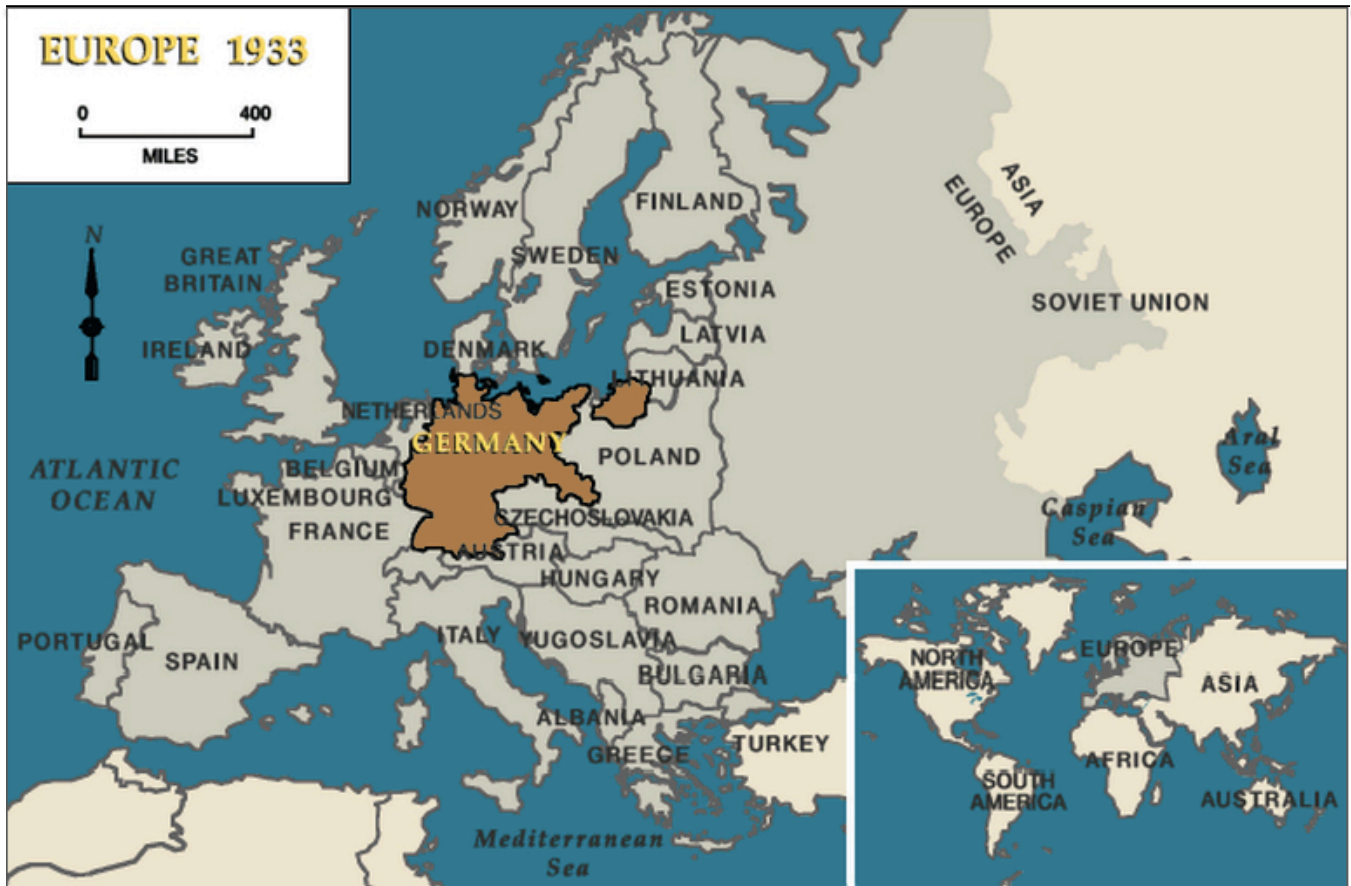 EUROPE 1933
0 400
MILES
N
NORWAY
SWEDEN
FINLAND
ASIA
EUROPE
GREAT
BRITAIN
ESTONIA
SOVIET UNION
LATVIA
IRELAND
DENMARK
LITHUANIA
NETHERLANDS
GERMANY
POLAND
ATLANTIC
OCEAN
BELGIUM
LUXEMBOURG
FRANCE
CZECHOSLOVAKIA
AUSTRIA
HUNGARY
Aral
Sea
Caspian
Sea
ROMANIA
PORTUGAL
SPAIN
ITALY
YUGOSLAVIA
BULGARIA
ALBANIA
GREECE
TURKEY
Mediterranean
Sea
NORTH
AMERICA
EUROPE
ASIA
AFRICA
SOUTH
AMERICA
AUSTRALIA